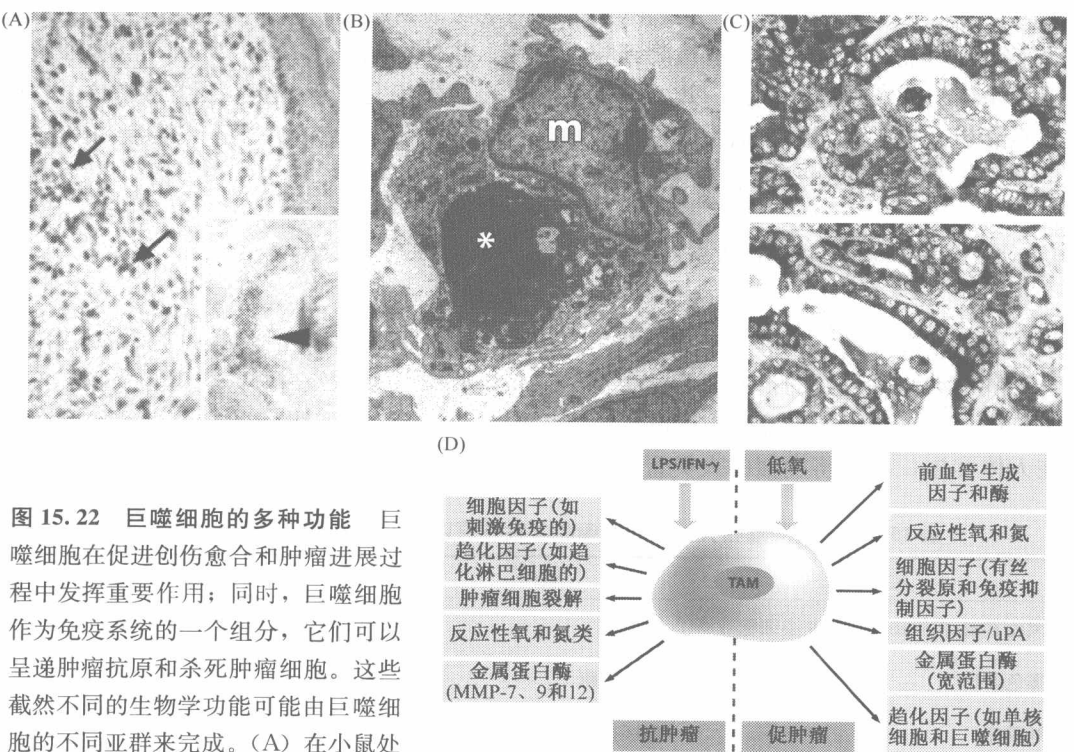 (A)
(B)
(C)
m
*
(D)
图 15.22 巨噬细胞的多种功能 巨
噬细胞在促进创伤愈合和肿瘤进展过
程中发挥重要作用；同时，巨噬细胞
作为免疫系统的一个组分，它们可以
呈递肿瘤抗原和杀死肿瘤细胞。这些
截然不同的生物学功能可能由巨噬细
胞的不同亚群来完成。(A) 在小鼠处
LPS/IFN-γ
低氧
细胞因子(如
刺激免疫的)
趋化因子(如趋
化淋巴细胞的)
肿瘤细胞裂解
反应性氧和氮类
金属蛋白酶
(MMP-7、9和12)
TAM
前血管生成
因子和酶
反应性氧和氮
细胞因子(有丝
分裂原和免疫抑
制因子)
组织因子/uPA
金属蛋白酶
(宽范围)
趋化因子(如单核
细胞和巨噬细胞)
抗肿瘤
促肿瘤